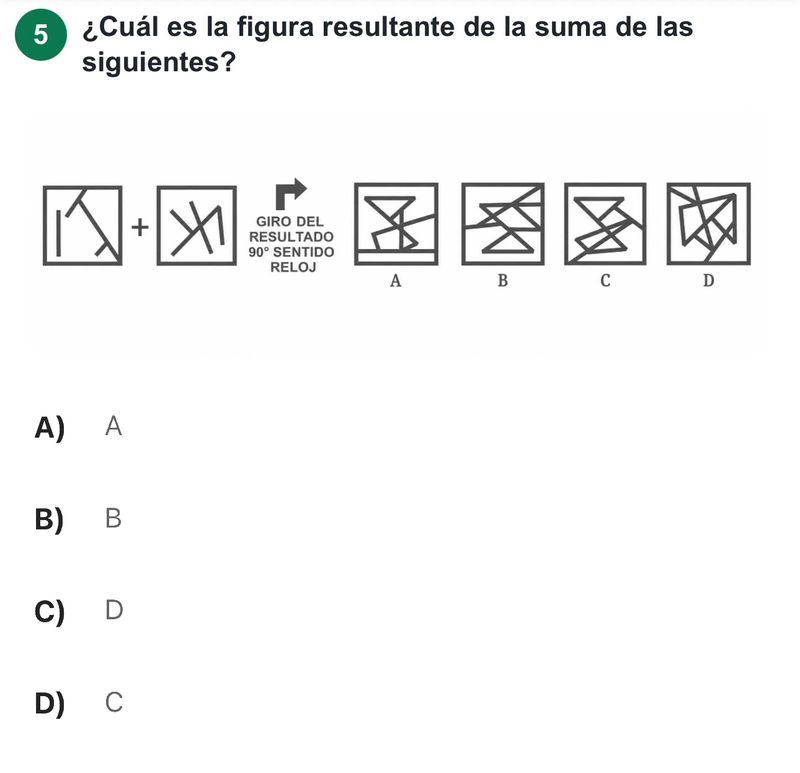 5 ¿Cuál es la figura resultante de la suma de las
siguientes?
+
GIRO DEL
RESULTADO
90° SENTIDO
RELOJ
A B C D
A) A
B) B
C) D
D) C